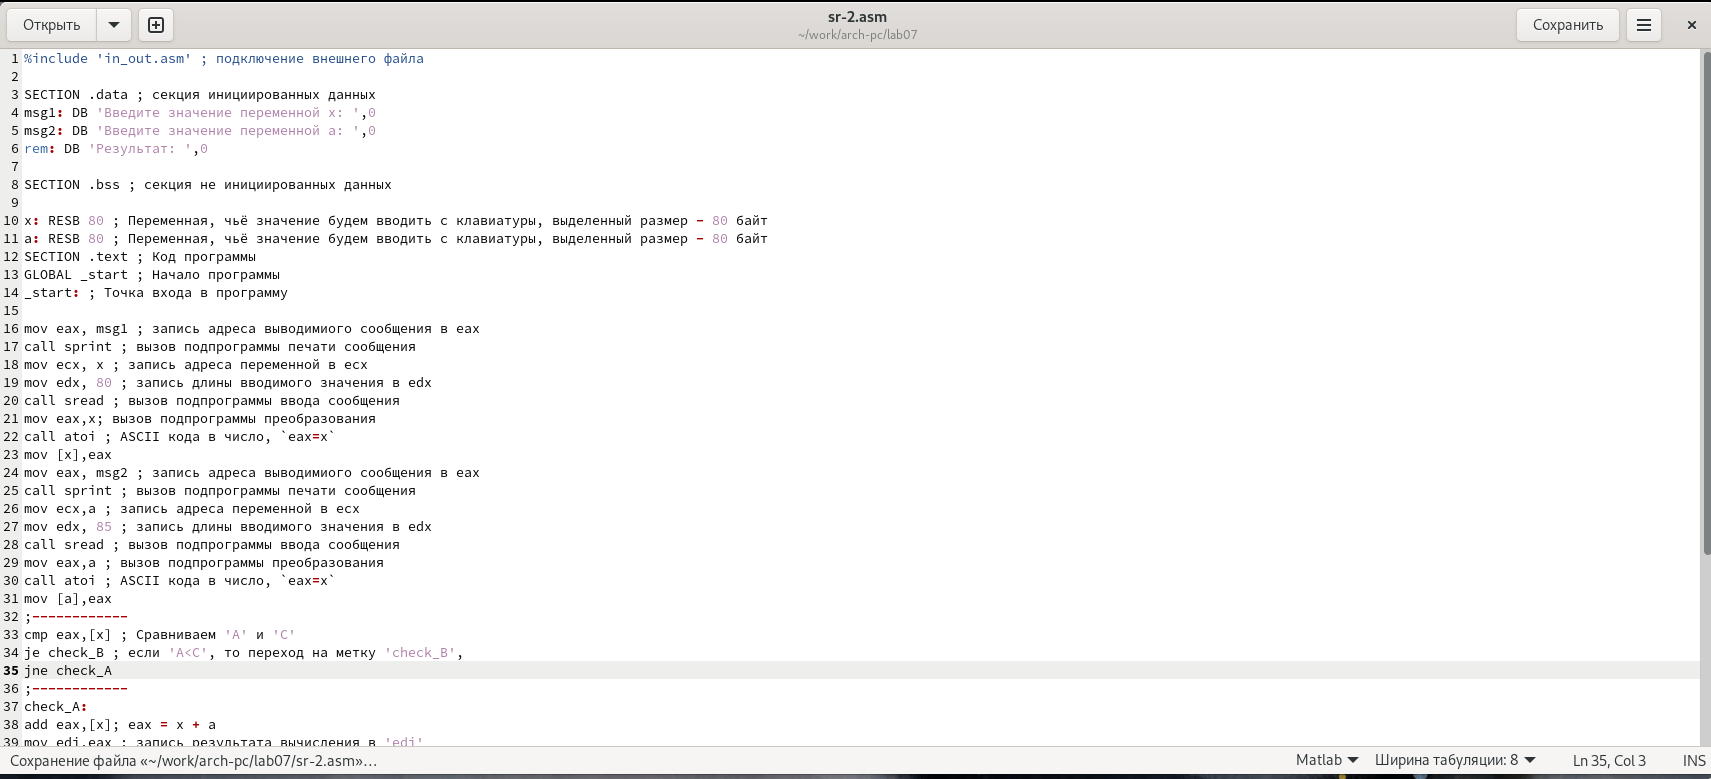 Открыть
sr-2.asm
~/work/arch-pc/lab07
Сохранить
1 %include 'in_out.asm' ; подключение внешнего файла
2
3 SECTION .data ; секция инициированных данных
4 msg1: DB 'Введите значение переменной x: ',0
5 msg2: DB 'Введите значение переменной a: ',0
6 rem: DB 'Результат: ',0
7
8 SECTION .bss ; секция не инициированных данных
9
10 x: RESB 80 ; Переменная, чьё значение будем вводить с клавиатуры, выделенный размер - 80 байт
11 a: RESB 80 ; Переменная, чьё значение будем вводить с клавиатуры, выделенный размер - 80 байт
12 SECTION .text ; Код программы
13 GLOBAL _start ; Начало программы
14 _start: ; Точка входа в программу
15
16 mov eax, msg1 ; запись адреса выводимиого сообщения в eax
17 call sprint ; вызов подпрограммы печати сообщения
18 mov ecx, x ; запись адреса переменной в ecx
19 mov edx, 80 ; запись длины вводимого значения в edx
20 call sread ; вызов подпрограммы ввода сообщения
21 mov eax,x; вызов подпрограммы преобразования
22 call atoi ; ASCII кода в число, `eax=x`
23 mov [x],eax
24 mov eax, msg2 ; запись адреса выводимиого сообщения в eax
25 call sprint ; вызов подпрограммы печати сообщения
26 mov ecx,a ; запись адреса переменной в ecx
27 mov edx, 85 ; запись длины вводимого значения в edx
28 call sread ; вызов подпрограммы ввода сообщения
29 mov eax,a ; вызов подпрограммы преобразования
30 call atoi ; ASCII кода в число, `eax=x`
31 mov [a],eax
32 ;------------
33 cmp eax,[x] ; Сравниваем 'A' и 'C'
34 je check_B ; если 'A<C', то переход на метку 'check_B',
35 jne check_A
36 ;------------
37 check_A:
38 add eax,[x]; eax = x + a
39 mov edi,eax ; запись результата вычисления в 'edi'
Сохранение файла «~/work/arch-pc/lab07/sr-2.asm»…
Matlab
Ширина табуляции: 8
Ln 35, Col 3
INS